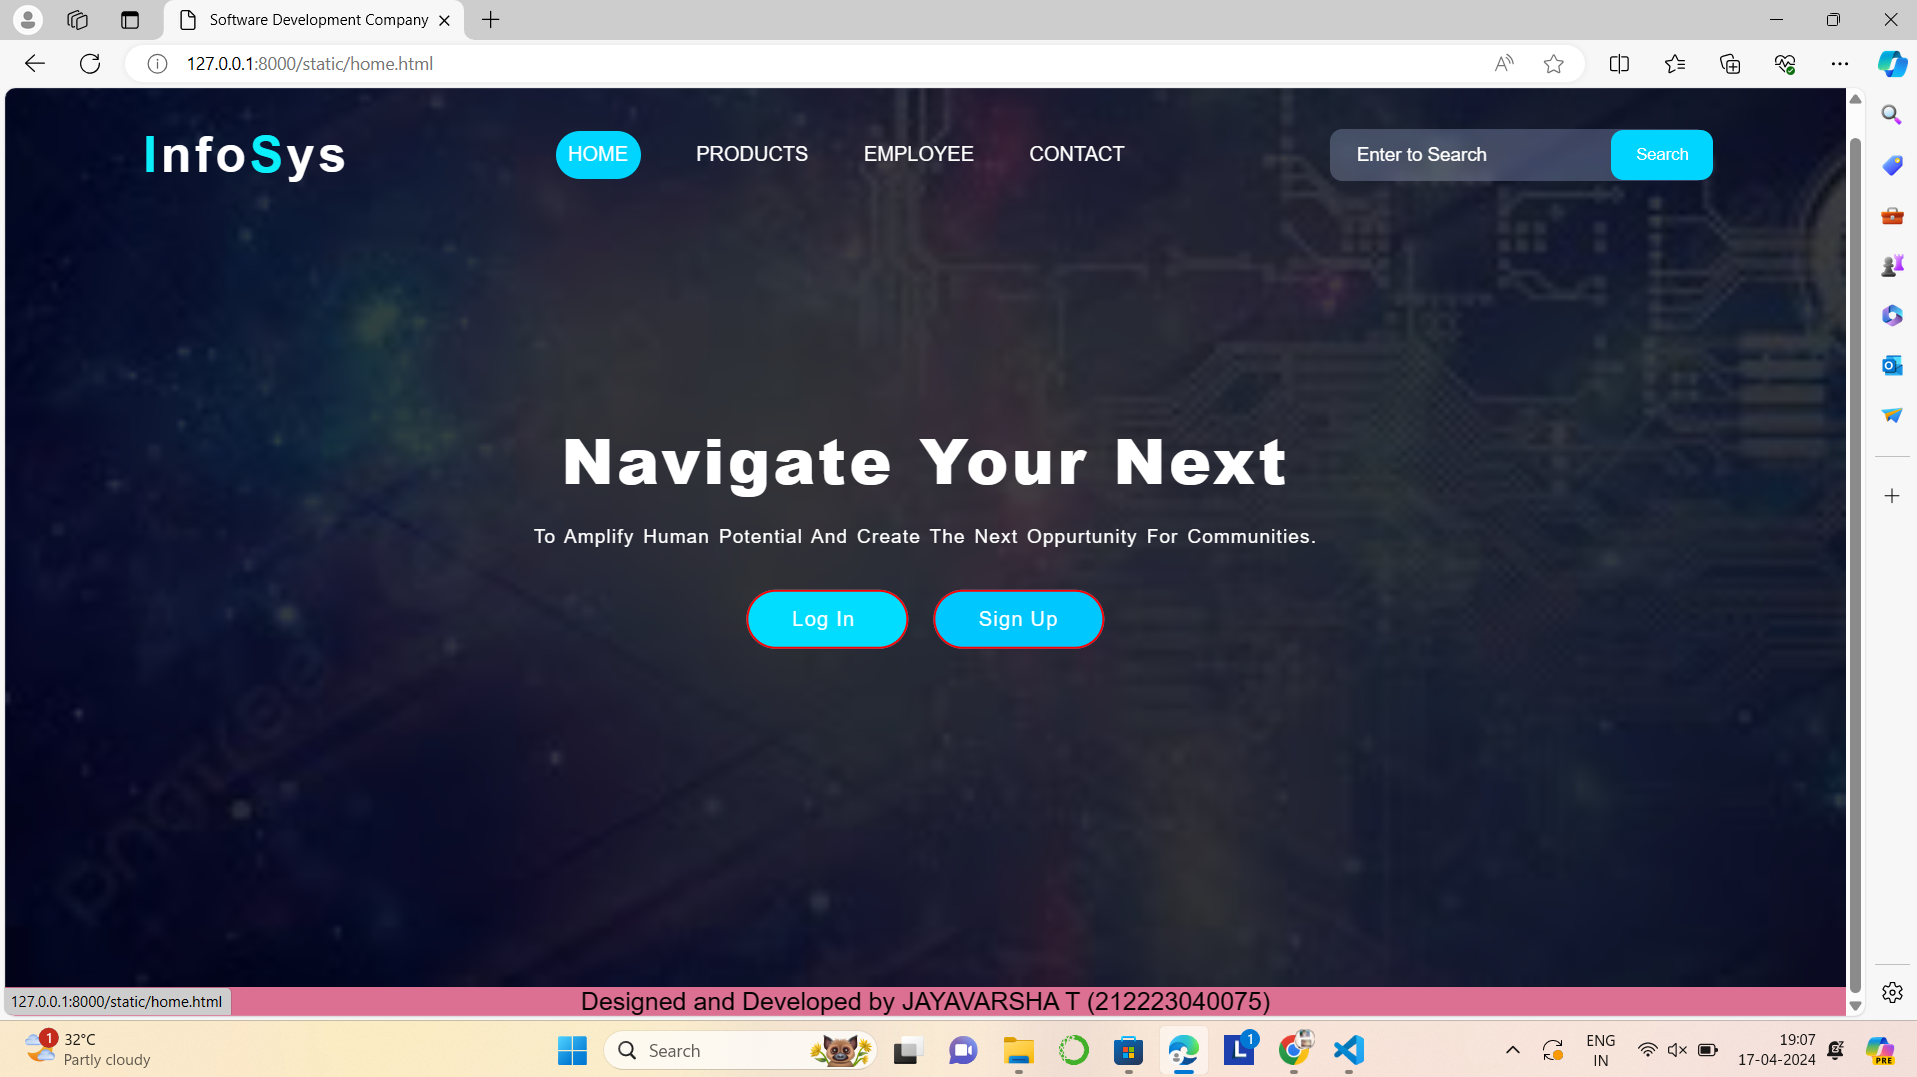 Software Development Company
127.0.0.1:8000/static/home.html
InfoSys
HOME PRODUCTS EMPLOYEE CONTACT
Enter to Search Search
Navigate Your Next
To Amplify Human Potential And Create The Next Oppurtunity For Communities.
Log In Sign Up
pngtree
127.0.0.1:8000/static/home.html
Designed and Developed by JAYAVARSHA T (212223040075)
1 32°C
Partly cloudy
Search
L 1
ENG
IN
19:07
17-04-2024
PRE